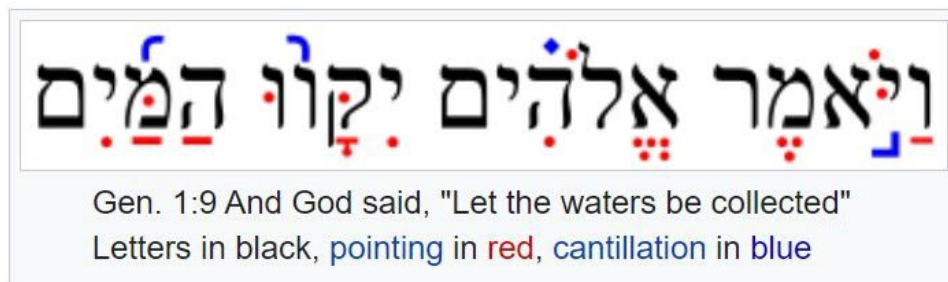 וַיֹּ֣אמֶר אֱלֹהִ֗ים יִקָּו֨וּ הַמַּ֜יִם
Gen. 1:9 And God said, "Let the waters be collected"
Letters in black, pointing in red, cantillation in blue